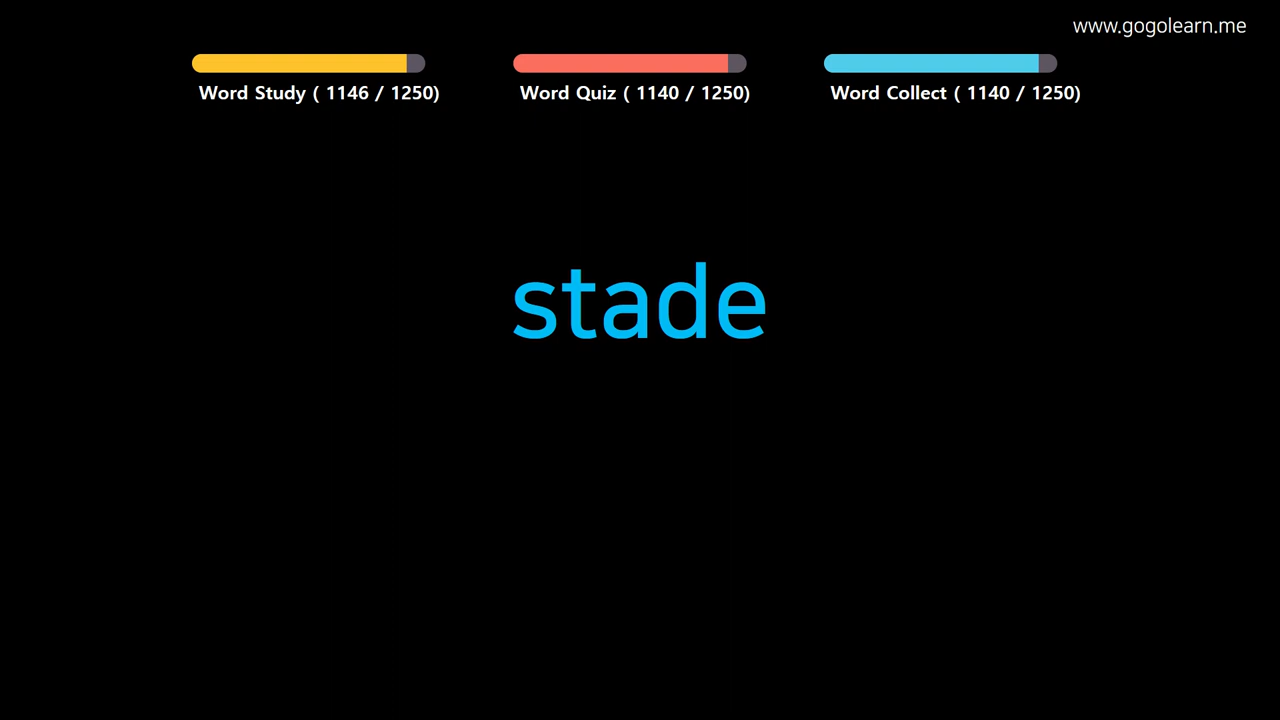 www.gogolearn.me
Word Study ( 1146 / 1250)
Word Quiz ( 1140 / 1250)
Word Collect ( 1140 / 1250)
stade